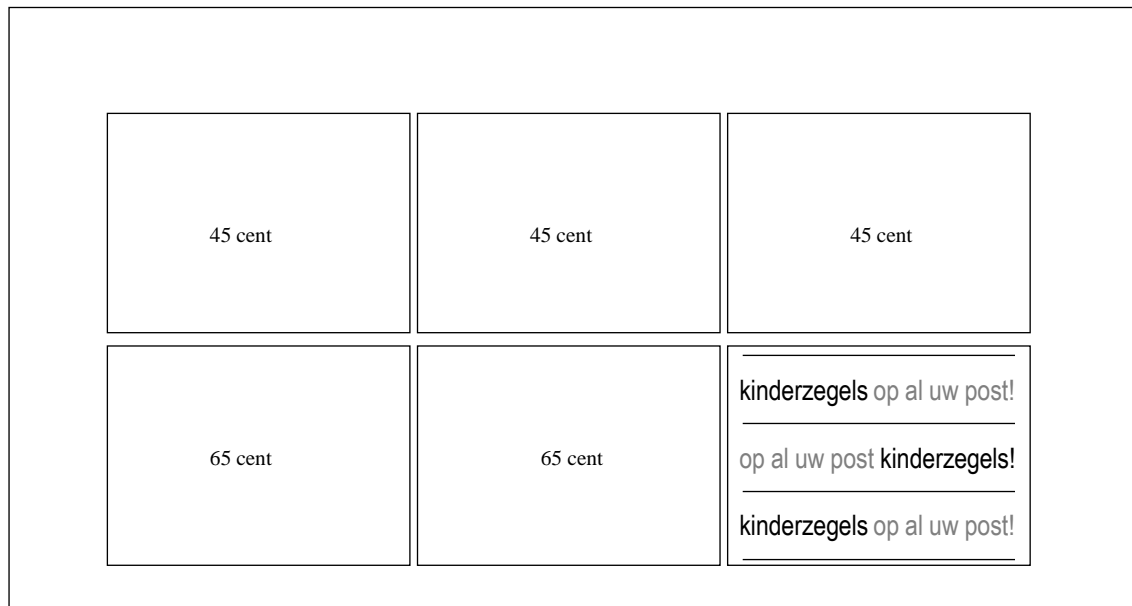 45 cent 45 cent 45 cent
65 cent 65 cent
kinderzegels op al uw post!
op al uw post kinderzegels!
kinderzegels op al uw post!